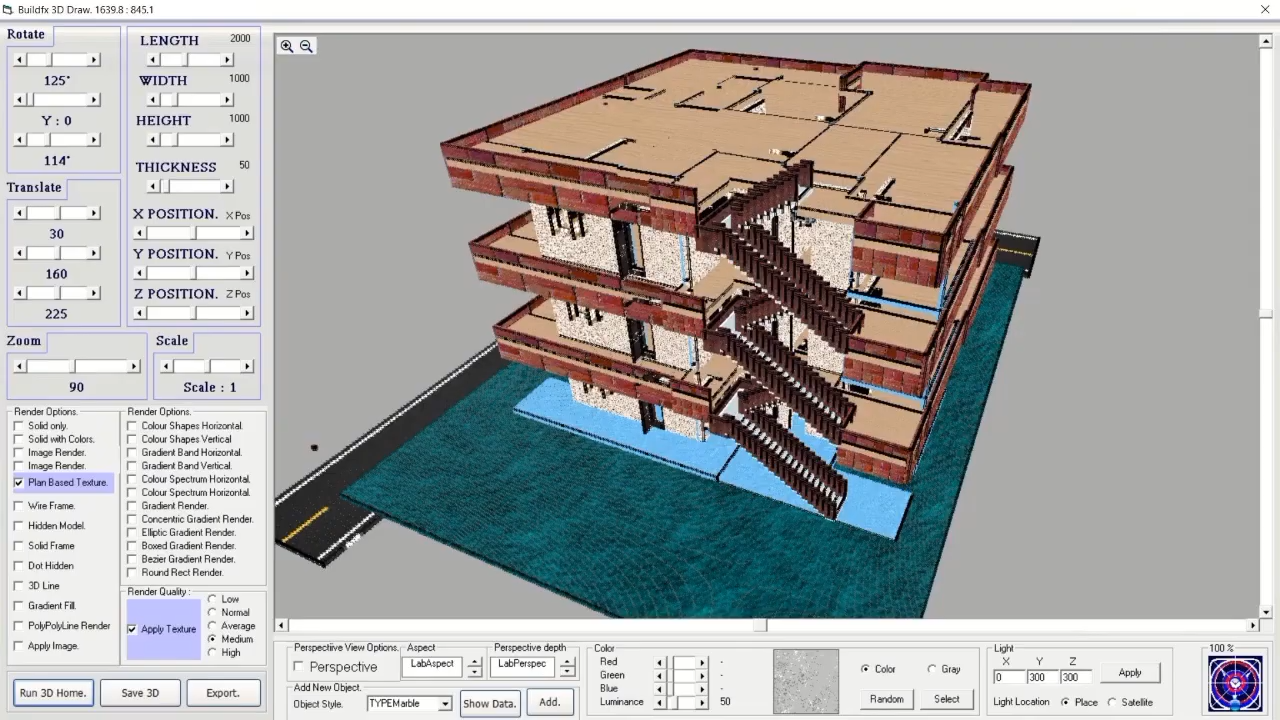 Buildfx 3D Draw. 1639.8 : 845.1
Rotate
125°
Y : 0
114°
Translate
30
160
225
LENGTH 2000
WIDTH 1000
HEIGHT 1000
THICKNESS 50
X POSITION. X Pos
Y POSITION. Y Pos
Z POSITION. Z Pos
Zoom
90
Scale
Scale : 1
Render Options.
Solid only.
Solid with Colors.
Image Render.
Image Render.
Plan Based Texture.
Wire Frame.
Hidden Model.
Solid Frame
Dot Hidden
3D Line
Gradient Fill.
PolyPolyLine Render
Apply Image.
Render Options.
Colour Shapes Horizontal.
Colour Shapes Vertical
Gradient Band Horizontal.
Gradient Band Vertical.
Colour Spectrum Horizontal.
Colour Spectrum Horizontal.
Gradient Render.
Concentric Gradient Render.
Elliptic Gradient Render.
Boxed Gradient Render.
Bezier Gradient Render.
Round Rect Render.
Render Quality :
Apply Texture
Low
Normal
Average
Medium
High
Run 3D Home.
Save 3D
Export.
Perspectiive View Options.
Perspective
Aspect
LabAspect
Perspective depth
LabPerspec
Add New Object.
Object Style.
TYPEMarble
Show Data.
Add.
Color
Red -
Green -
Blue -
Luminance 50
Color
Gray
Random
Select
Light
X Y Z
0 300 300
Apply
Light Location
Place
Satellite
100 %